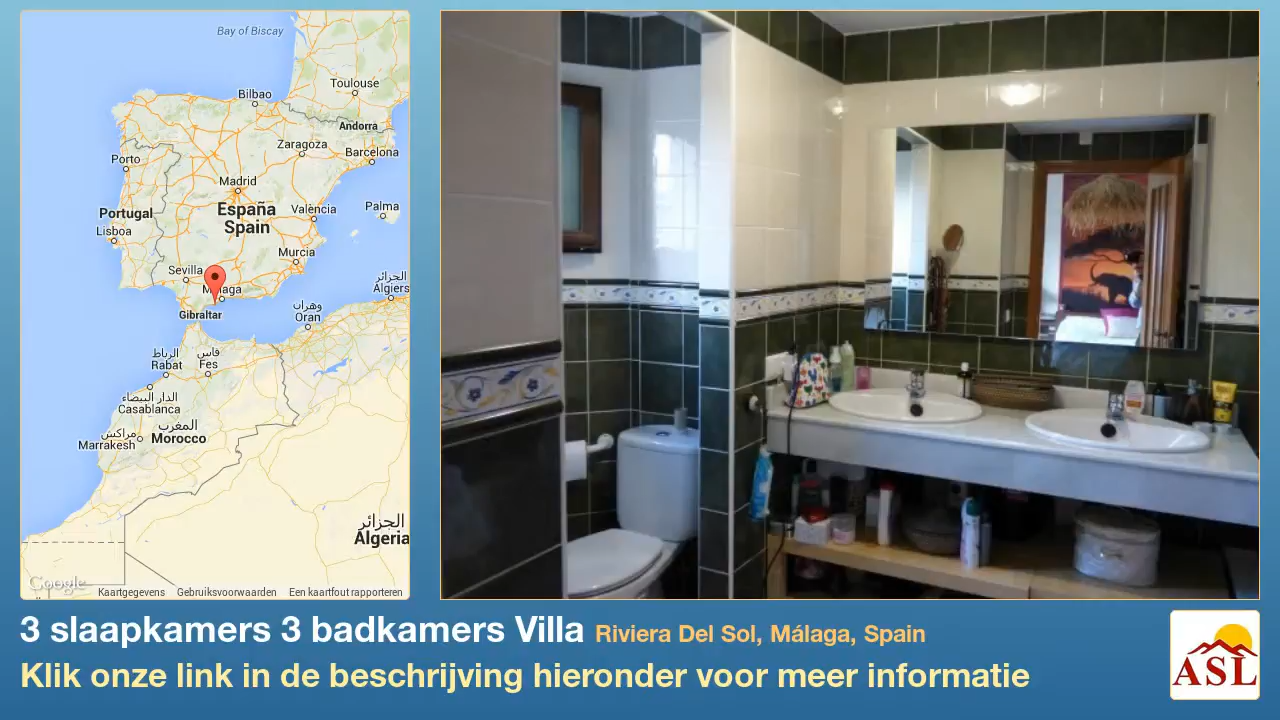 Bay of Biscay
Toulouse
Bilbao
Andorra
Zaragoza
Barcelona
Porto
Madrid
Palma
España
Spain
Portugal
València
Lisboa
Murcia
Sevilla
الجزائر
Algiers
Gibraltar
وهران
Oran
الرباط
Rabat
فاس
Fes
الدار البيضاء
Casablanca
المغرب
Morocco
مراكش
Marrakesh
الجزائر
Algeria
Google
Kaartgegevens Gebruiksvoorwaarden Een kaartfout rapporteren
3 slaapkamers 3 badkamers Villa Riviera Del Sol, Málaga, Spain
Klik onze link in de beschrijving hieronder voor meer informatie
ASL